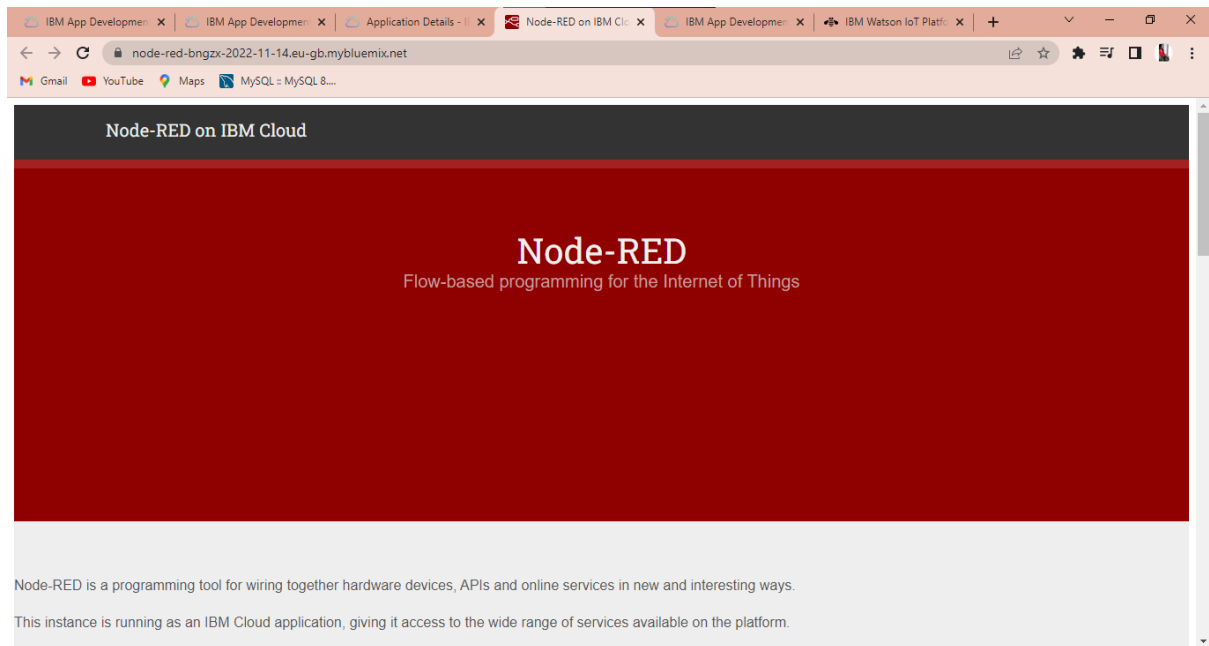 IBM App Developmen
IBM App Developmen
Application Details - I
Node-RED on IBM Clo
IBM App Developmen
IBM Watson IoT Platfo
node-red-bngzx-2022-11-14.eu-gb.mybluemix.net
Gmail
YouTube
Maps
MySQL :: MySQL 8....
Node-RED on IBM Cloud
Node-RED
Flow-based programming for the Internet of Things
Node-RED is a programming tool for wiring together hardware devices, APIs and online services in new and interesting ways.
This instance is running as an IBM Cloud application, giving it access to the wide range of services available on the platform.